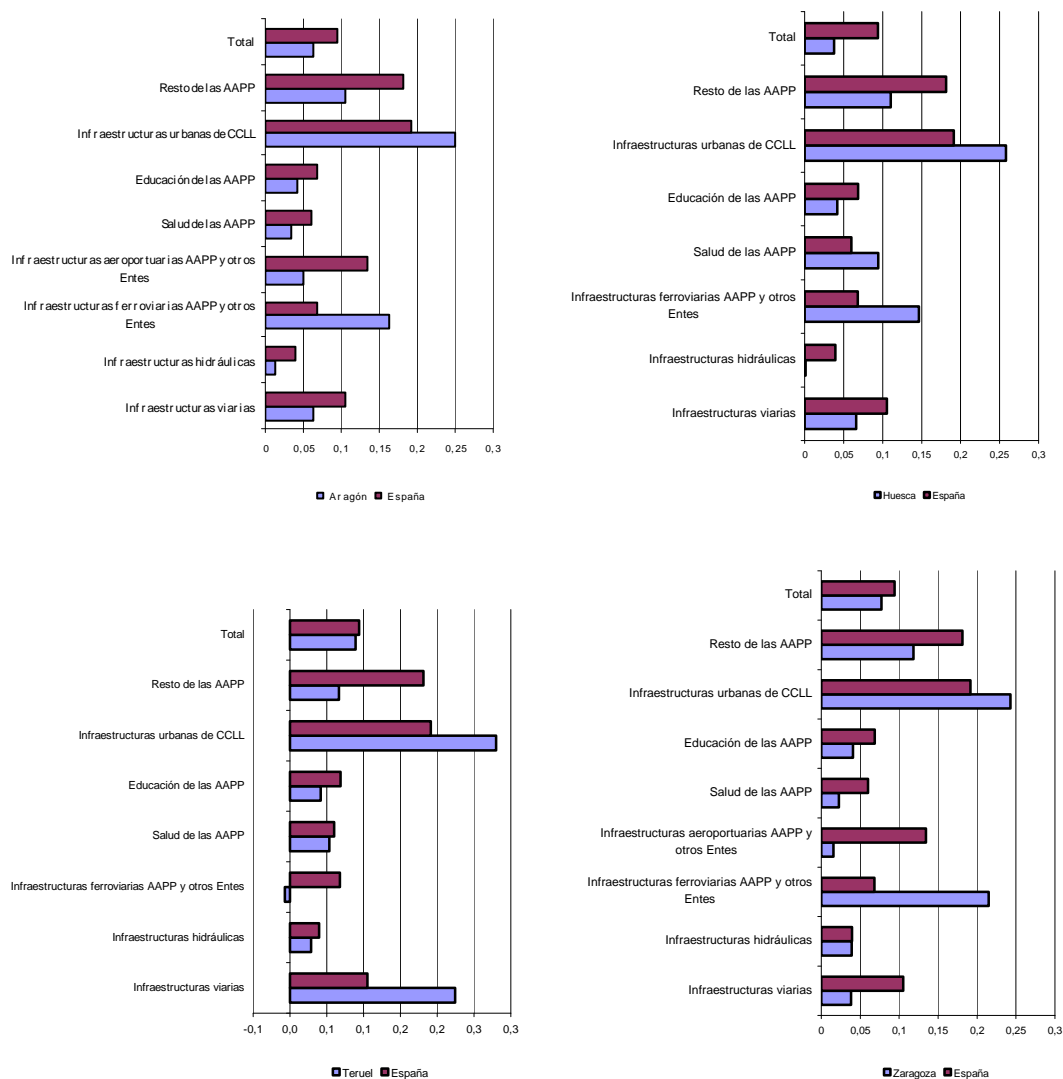 Total
Resto de las AAPP
Infraestructuras urbanas de CCLL
Educación de las AAPP
Salud de las AAPP
Infraestructuras aeroportuarias AAPP y otros
Entes
Infraestructuras ferroviarias AAPP y otros
Entes
Infraestructuras hidráulicas
Infraestructuras viarias
0 0,05 0,1 0,15 0,2 0,25 0,3
Aragón España
Total
Resto de las AAPP
Infraestructuras urbanas de CCLL
Educación de las AAPP
Salud de las AAPP
Infraestructuras ferroviarias AAPP y otros
Entes
Infraestructuras hidráulicas
Infraestructuras viarias
0 0,05 0,1 0,15 0,2 0,25 0,3
Huesca España
Total
Resto de las AAPP
Infraestructuras urbanas de CCLL
Educación de las AAPP
Salud de las AAPP
Infraestructuras ferroviarias AAPP y otros Entes
Infraestructuras hidráulicas
Infraestructuras viarias
-0,1 0,0 0,1 0,1 0,2 0,2 0,3 0,3
Teruel España
Total
Resto de las AAPP
Infraestructuras urbanas de CCLL
Educación de las AAPP
Salud de las AAPP
Infraestructuras aeroportuarias AAPP y
otros Entes
Infraestructuras ferroviarias AAPP y otros
Entes
Infraestructuras hidráulicas
Infraestructuras viarias
0 0,05 0,1 0,15 0,2 0,25 0,3
Zaragoza España